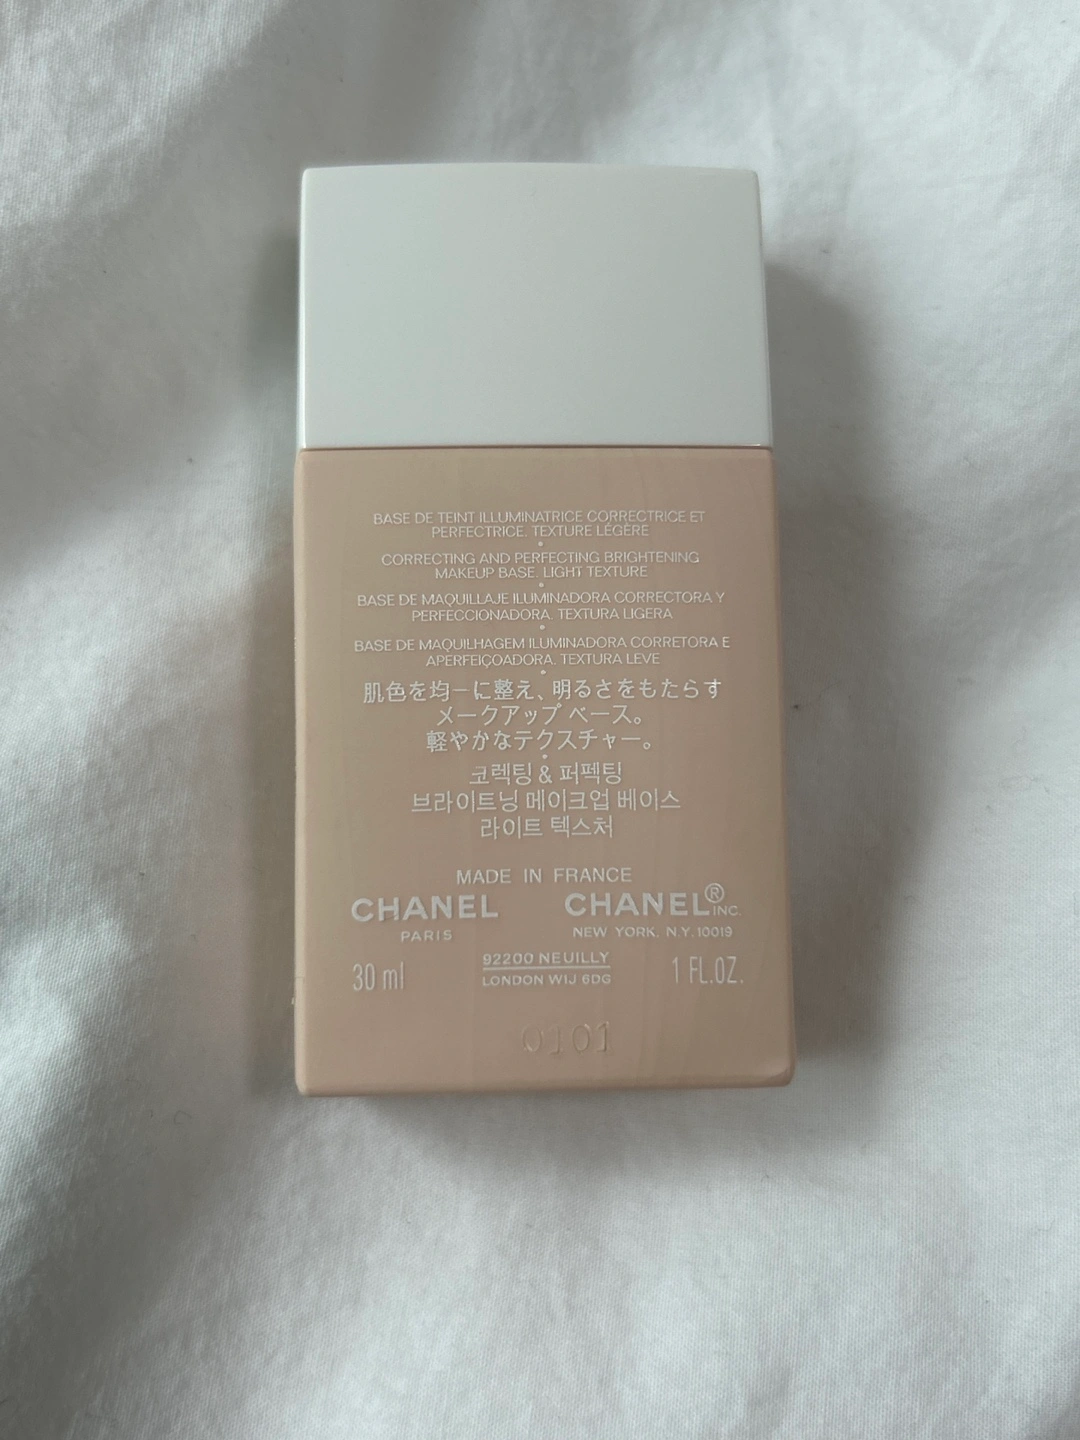 BASE DE TEINT ILLUMINATRICE CORRECTRICE ET
PERFECTRICE. TEXTURE LÉGÈRE
CORRECTING AND PERFECTING BRIGHTENING
MAKEUP BASE. LIGHT TEXTURE
BASE DE MAQUILLAJE ILUMINADORA CORRECTORA Y
PERFECCIONADORA. TEXTURA LIGERA
BASE DE MAQUILHAGEM ILUMINADORA CORRETORA E
APERFEIÇOADORA. TEXTURA LEVE
肌色を均一に整え、明るさをもたらす
メークアップ ベース。
軽やかなテクスチャー。
코렉팅 & 퍼펙팅
브라이트닝 메이크업 베이스
라이트 텍스처
MADE IN FRANCE
CHANEL CHANEL® INC.
PARIS NEW YORK. N.Y. 10019
92200 NEUILLY
30 ml LONDON W1J 6DG 1 FL.OZ.
0101